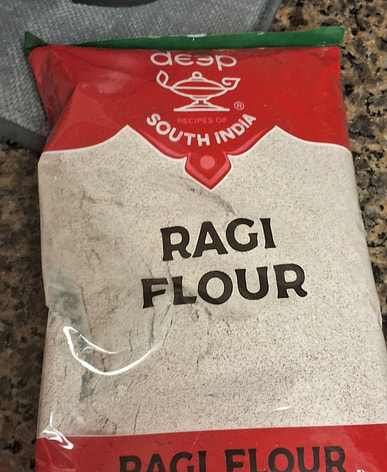 deep
®
RECIPES OF
SOUTH INDIA
RAGI
FLOUR
RAGI FLOUR